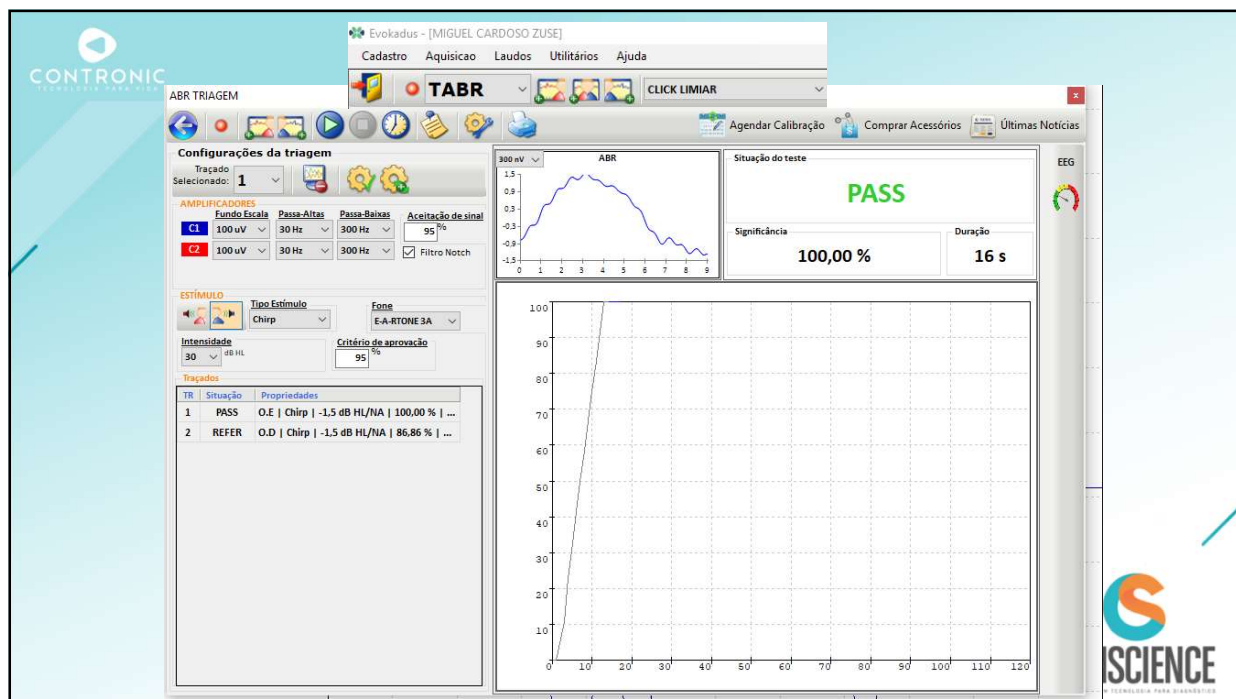 CONTRONIC
TECNOLOGIA PARA VIDA
Evokadus - [MIGUEL CARDOSO ZUSE]
Cadastro Aquisicao Laudos Utilitários Ajuda
TABR CLICK LIMIAR
ABR TRIAGEM
Agendar Calibração Comprar Acessórios Últimas Notícias
Configurações da triagem
Traçado
Selecionado: 1
AMPLIFICADORES
Fundo Escala Passa-Altas Passa-Baixas Aceitação de sinal
C1 100 uV 30 Hz 300 Hz 95 %
C2 100 uV 30 Hz 300 Hz Filtro Notch
ESTÍMULO
Tipo Estímulo Fone
Chirp E-A-RTONE 3A
Intensidade Critério de aprovação
30 dB HL 95 %
Traçados
TR Situação Propriedades
1 PASS O.E | Chirp | -1,5 dB HL/NA | 100,00 % | ...
2 REFER O.D | Chirp | -1,5 dB HL/NA | 86,86 % | ...
300 nV ABR
1,5
0,9
0,3
-0,3
-0,9
-1,5
0 1 2 3 4 5 6 7 8 9
Situação do teste
PASS
Significância Duração
100,00 % 16 s
EEG
100
90
80
70
60
50
40
30
20
10
0 10 20 30 40 50 60 70 80 90 100 110 120
ISCIENCE
M TECNOLOGIA PARA DIAGNÓSTICO